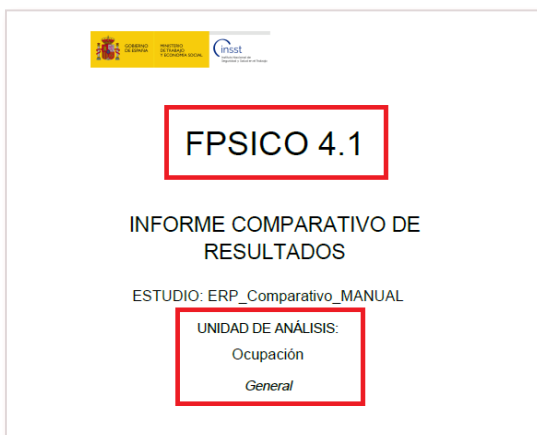 GOBIERNO
DE ESPAÑA
MINISTERIO
DE TRABAJO
Y ECONOMÍA SOCIAL
insst
FPSICO 4.1
INFORME COMPARATIVO DE
RESULTADOS
ESTUDIO: ERP_Comparativo_MANUAL
UNIDAD DE ANÁLISIS:
Ocupación
General